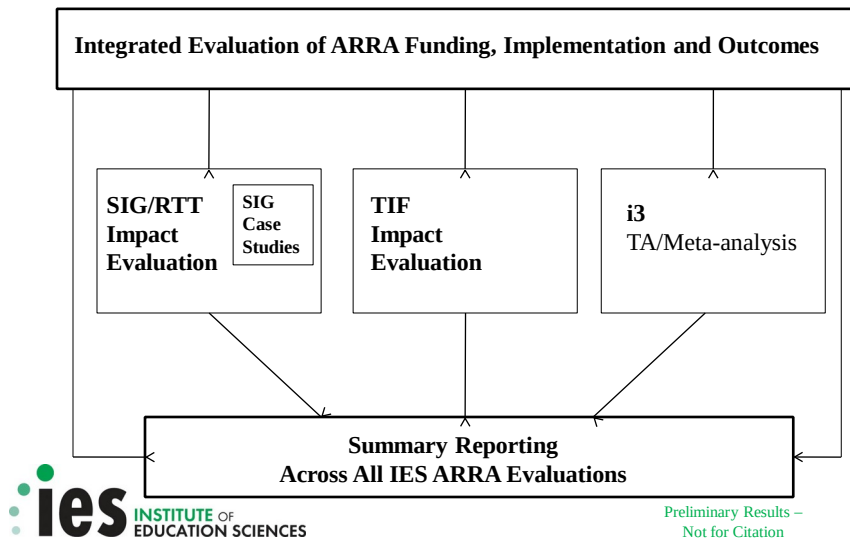 Integrated Evaluation of ARRA Funding, Implementation and Outcomes
SIG/RTT
Impact
Evaluation
SIG
Case
Studies
TIF
Impact
Evaluation
i3
TA/Meta-analysis
Summary Reporting
Across All IES ARRA Evaluations
ies
INSTITUTE OF
EDUCATION SCIENCES
Preliminary Results –
Not for Citation